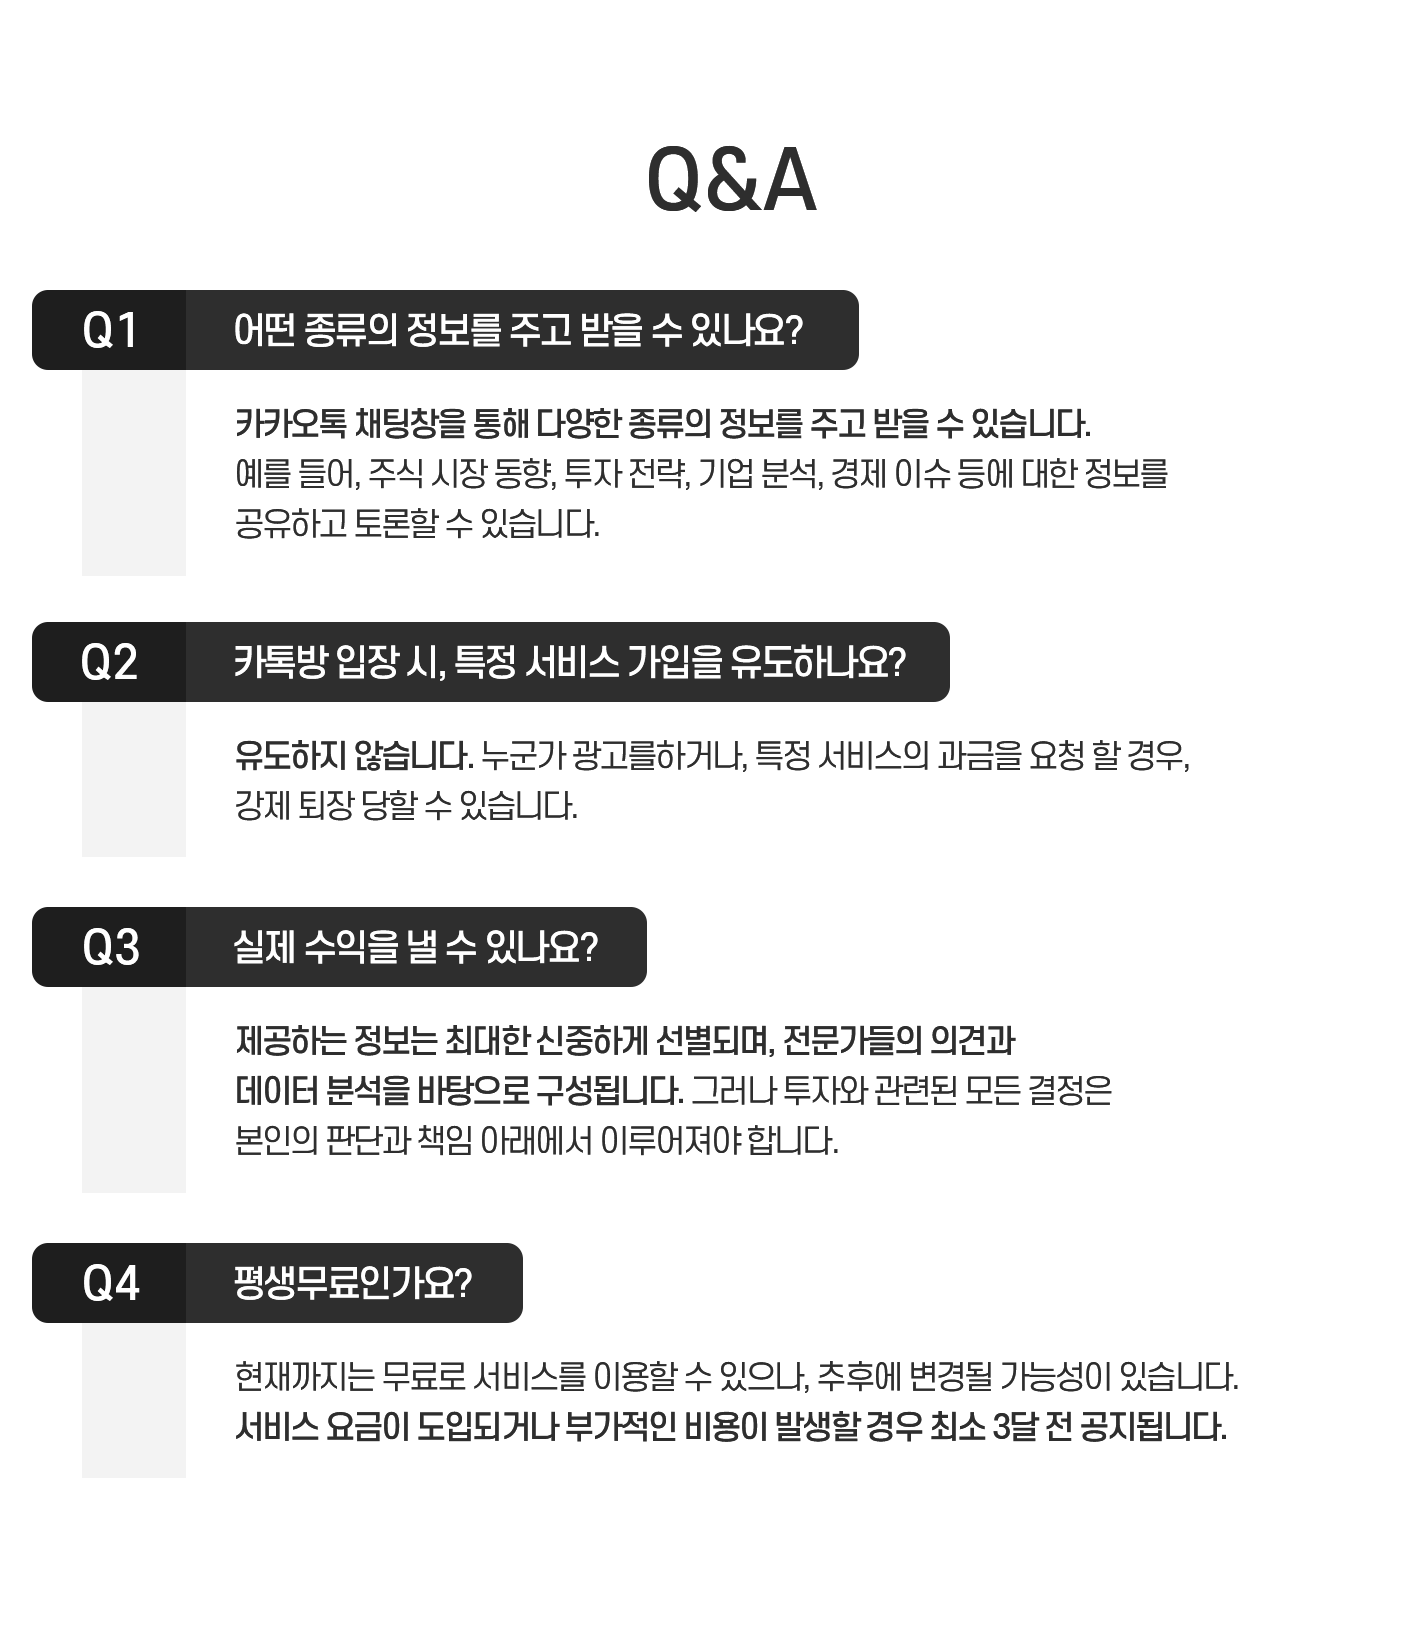 Q&A
Q1 어떤 종류의 정보를 주고 받을 수 있나요?
카카오톡 채팅창을 통해 다양한 종류의 정보를 주고 받을 수 있습니다.
예를 들어, 주식 시장 동향, 투자 전략, 기업 분석, 경제 이슈 등에 대한 정보를
공유하고 토론할 수 있습니다.
Q2 카톡방 입장 시, 특정 서비스 가입을 유도하나요?
유도하지 않습니다. 누군가 광고를하거나, 특정 서비스의 과금을 요청 할 경우,
강제 퇴장 당할 수 있습니다.
Q3 실제 수익을 낼 수 있나요?
제공하는 정보는 최대한 신중하게 선별되며, 전문가들의 의견과
데이터 분석을 바탕으로 구성됩니다. 그러나 투자와 관련된 모든 결정은
본인의 판단과 책임 아래에서 이루어져야 합니다.
Q4 평생무료인가요?
현재까지는 무료로 서비스를 이용할 수 있으나, 추후에 변경될 가능성이 있습니다.
서비스 요금이 도입되거나 부가적인 비용이 발생할 경우 최소 3달 전 공지됩니다.